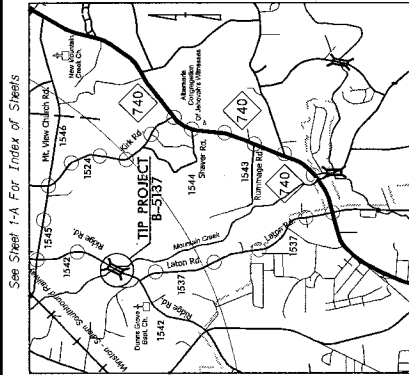 See Sheet 1-A For Index of Sheets
New Mountain
Creek Ch.
Mt. View Church Rd.
1546
1545
1524
Kirk Rd.
740
Albemarle
Congregation
Of Jehovah's Witnesses
1542
Ridge Rd.
TIP PROJECT
B-5137
1544
Shaver Rd.
740
Winston - Salem Southbound Railway
Mountain Creek
1543
Rummage Rd.
740
Laton Rd.
1537
Laton Rd.
1537
Ridge Rd.
1542
Dunns Grove
Bapt. Ch.